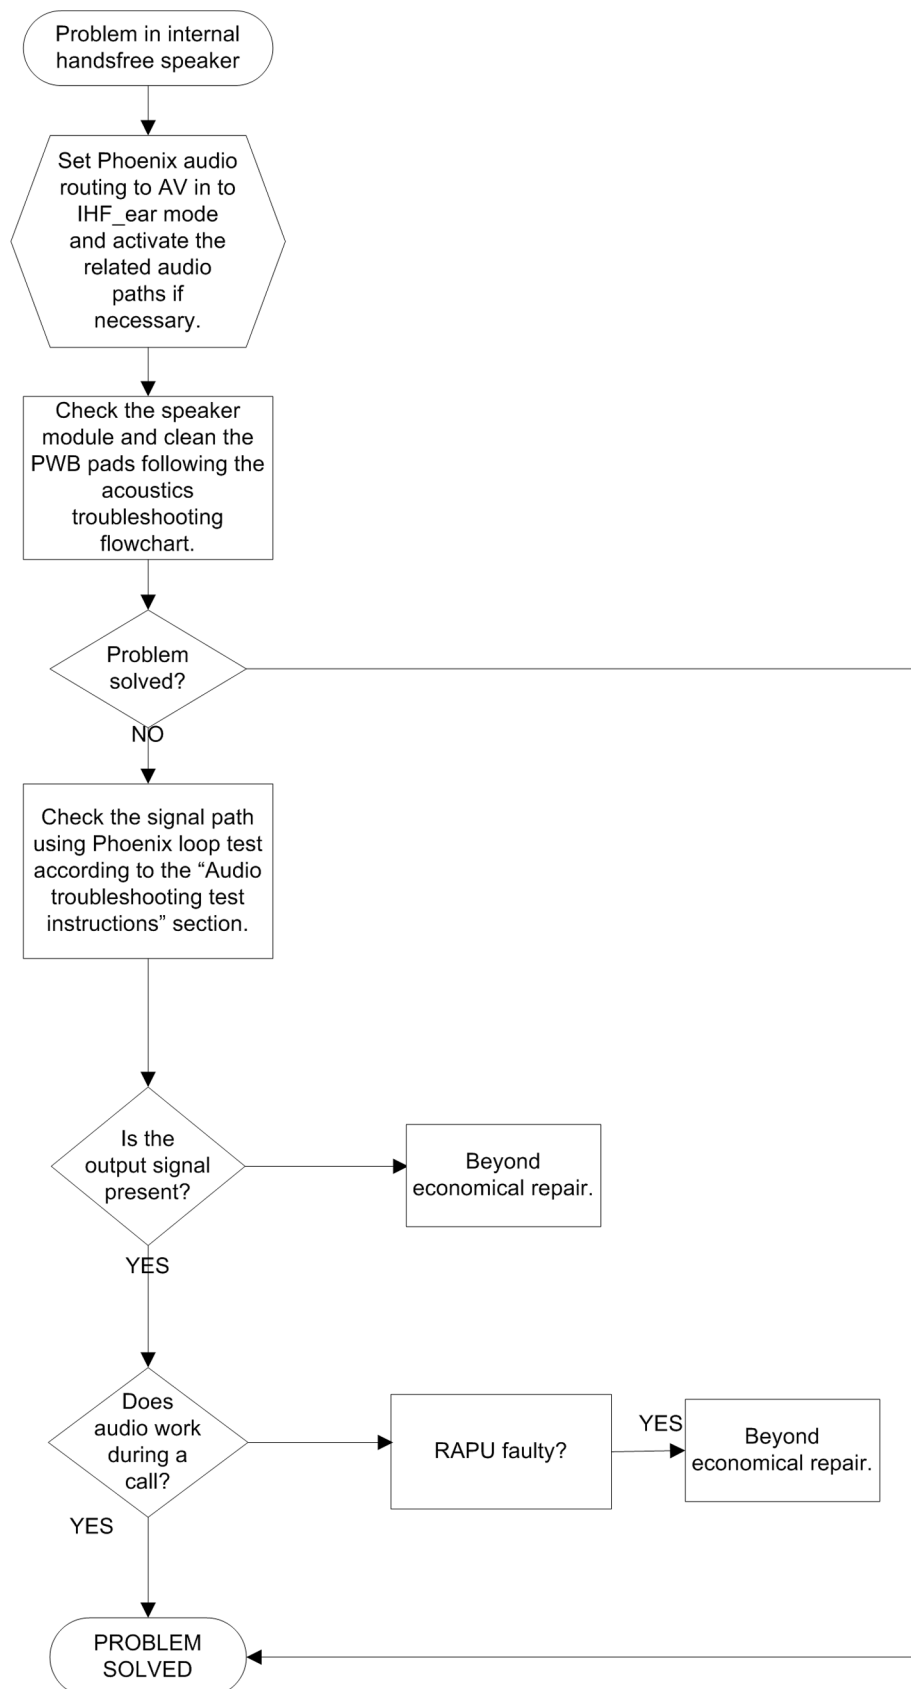 Problem in internal
handsfree speaker
Set Phoenix audio
routing to AV in to
IHF_ear mode
and activate the
related audio
paths if
necessary.
Check the speaker
module and clean the
PWB pads following the
acoustics
troubleshooting
flowchart.
Problem
solved?
NO
Check the signal path
using Phoenix loop test
according to the “Audio
troubleshooting test
instructions” section.
Is the
output signal
present?
Beyond
economical repair.
YES
Does
audio work
during a
call?
RAPU faulty?
YES
Beyond
economical repair.
YES
PROBLEM
SOLVED